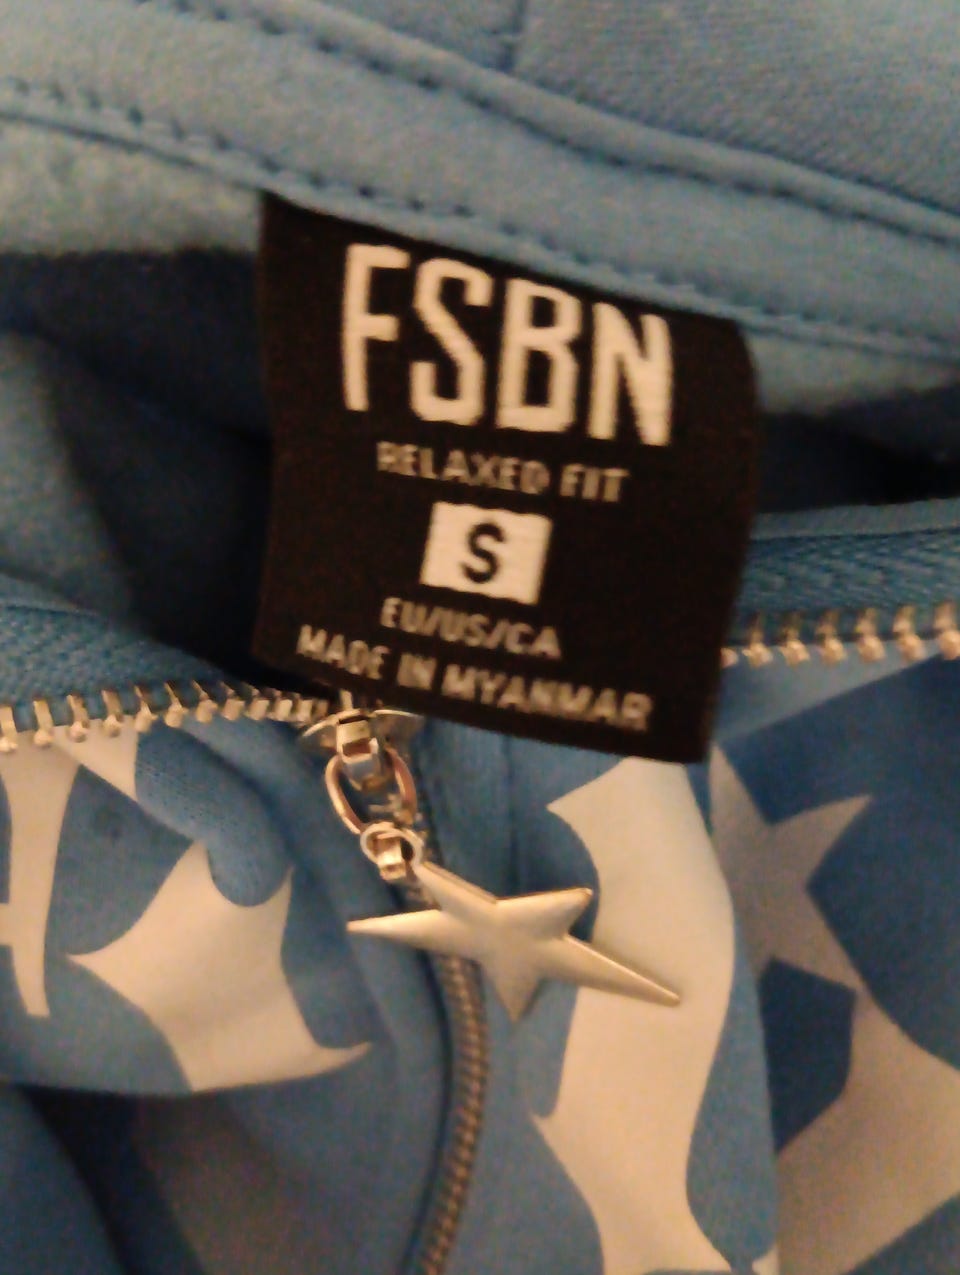 FSBN
RELAXED FIT
S
EU/US/CA
MADE IN MYANMAR